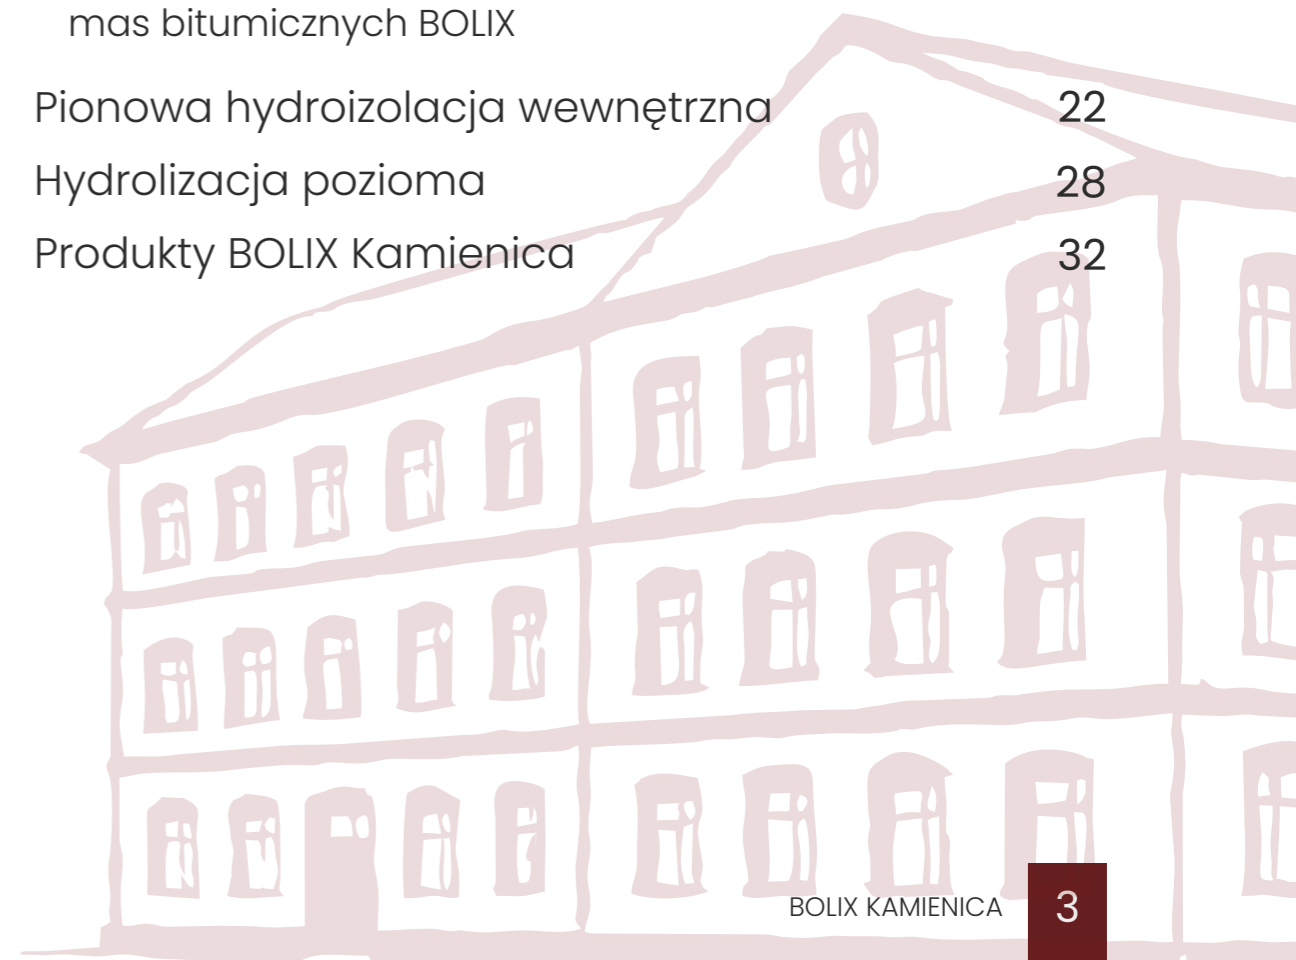 mas bitumicznych BOLIX
Pionowa hydroizolacja wewnętrzna 22
Hydrolizacja pozioma 28
Produkty BOLIX Kamienica 32
BOLIX KAMIENICA 3